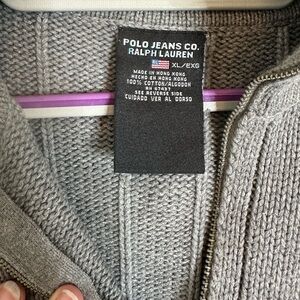 POLO JEANS CO.
RALPH LAUREN
XL/EXG
MADE IN HONG KONG
HECHO EN HONG KONG
100% COTTON/ALGODON
RN 67491
SEE REVERSE SIDE
CUIDADO VER AL DORSO